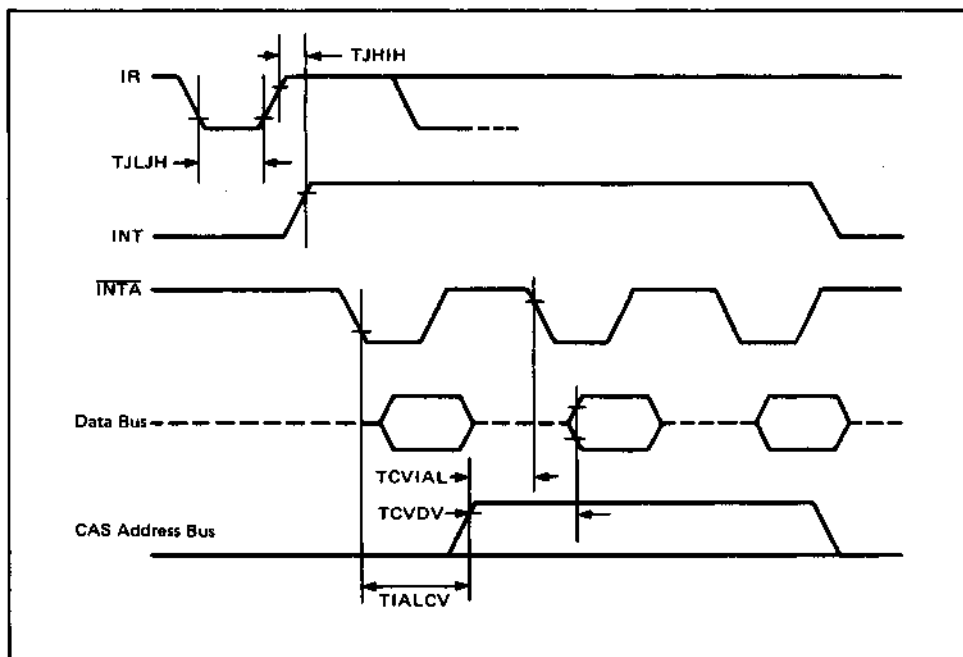 TJHIH
IR
TJLJH
INT
INTA
Data Bus
TCVIAL
TCVDV
CAS Address Bus
TIALCV